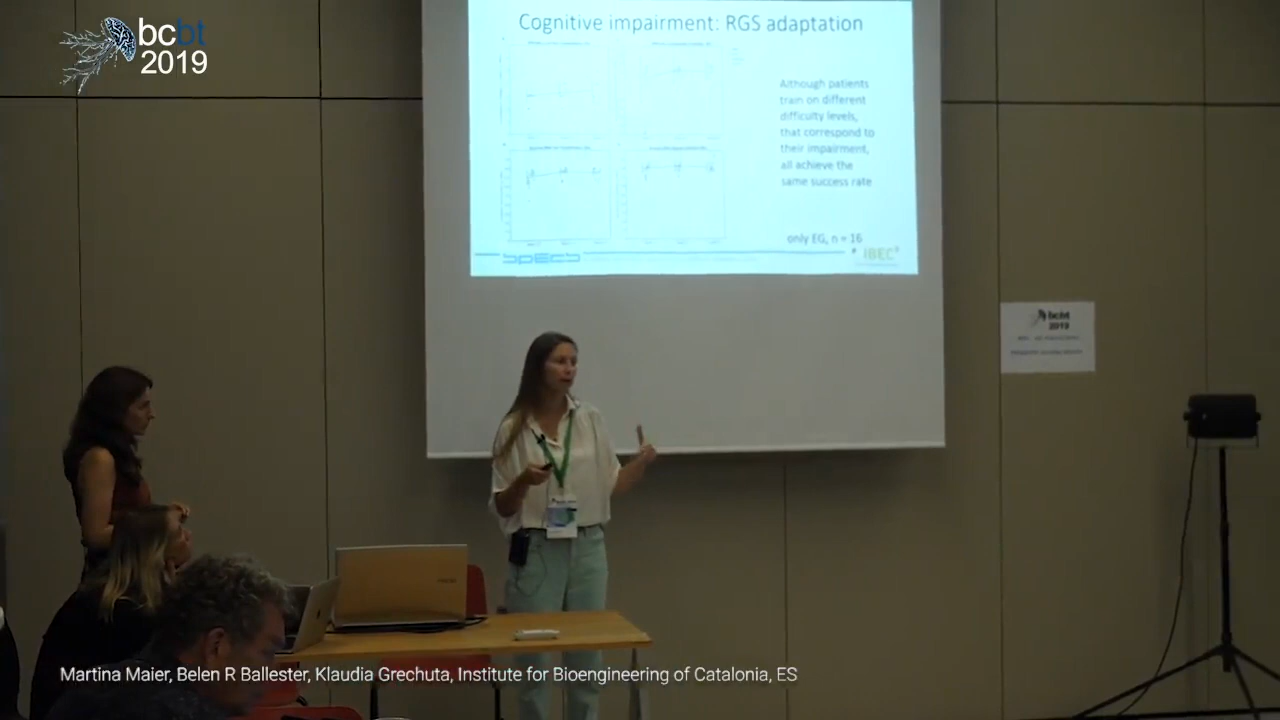 bcbt
2019
Cognitive impairment: RGS adaptation
Although patients
train on different
difficulty levels,
that correspond to
their impairment,
all achieve the
same success rate
only EG, n = 16
specs
IBEC
bcbt
2019
Martina Maier, Belen R Ballester, Klaudia Grechuta, Institute for Bioengineering of Catalonia, ES